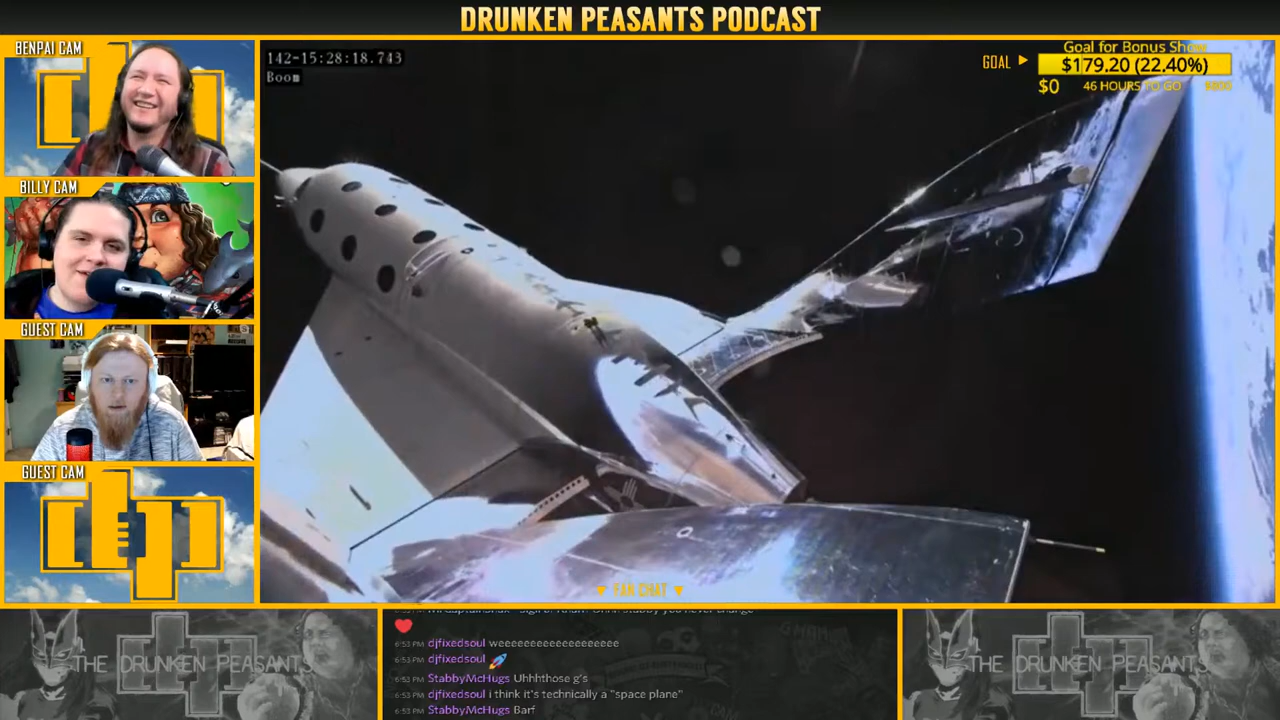 DRUNKEN PEASANTS PODCAST
BENPAI CAM
BILLY CAM
GUEST CAM
GUEST CAM
142-15:28:18.743
Boom
Goal for Bonus Show
GOAL
$179.20 (22.40%)
$0 46 HOURS TO GO $800
FAN CHAT
you never change
6:53 PM djfixedsoul weeeeeeeeeeeeeeeeeee
6:53 PM djfixedsoul
6:53 PM StabbyMcHugs Uhhhthose g's
6:53 PM djfixedsoul i think it's technically a "space plane"
6:53 PM StabbyMcHugs Barf
THE DRUNKEN PEASANTS
THE DRUNKEN PEASANTS